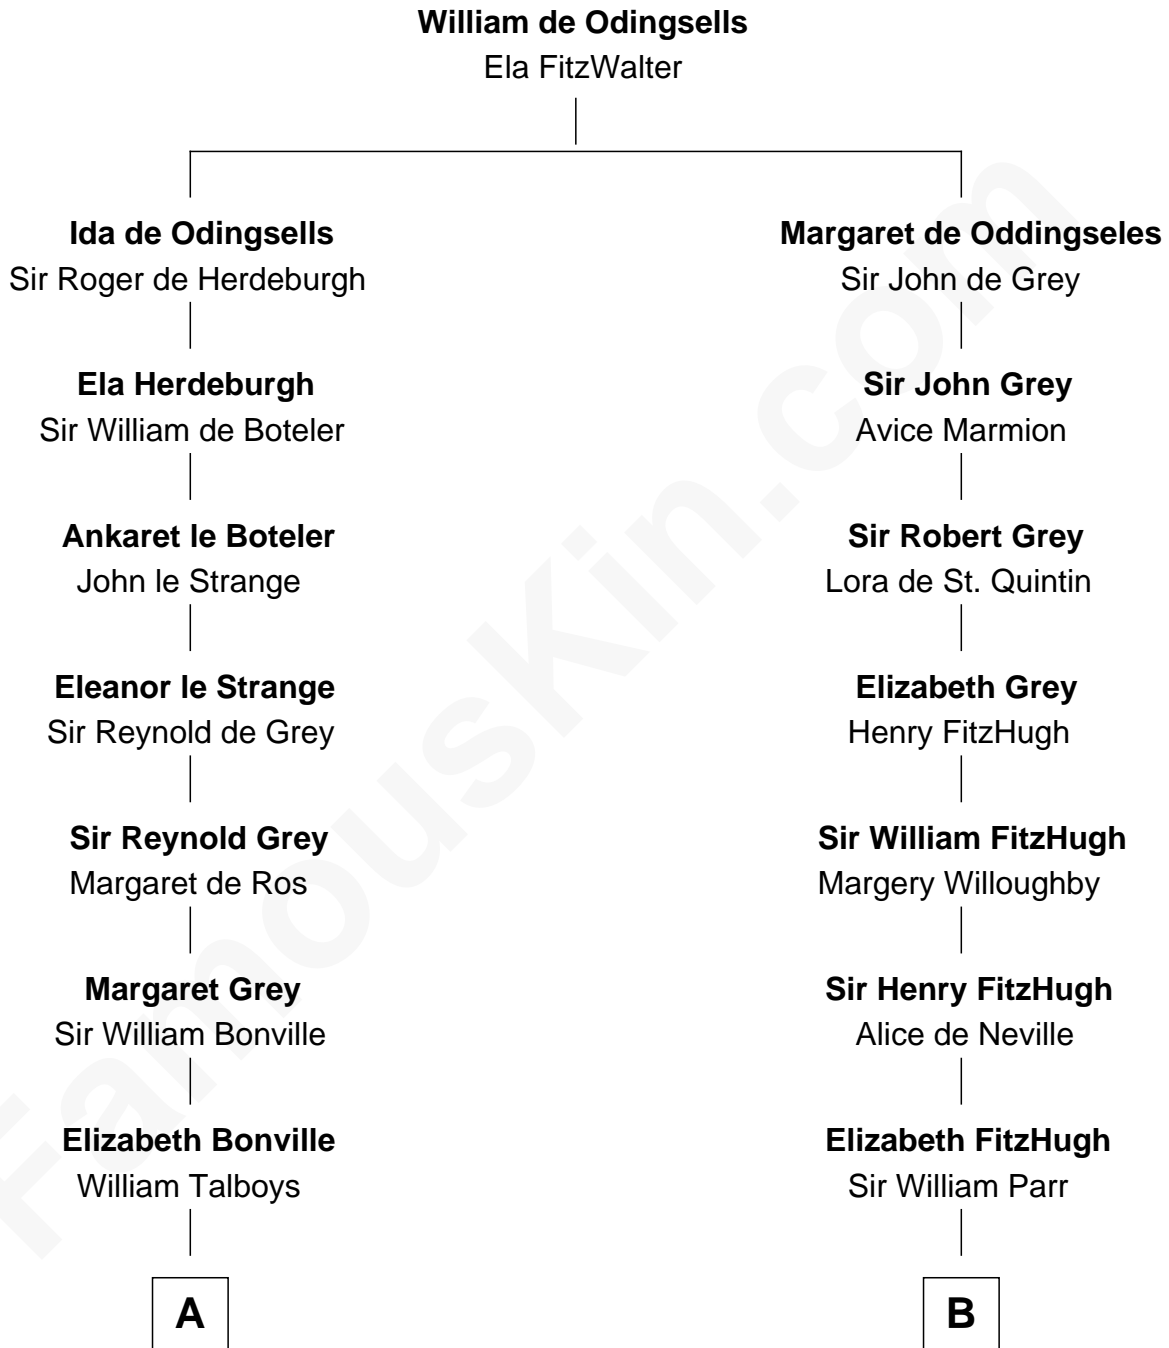 William de Odingsells
Ela FitzWalter
Ida de Odingsells
Sir Roger de Herdeburgh
Margaret de Oddingseles
Sir John de Grey
Ela Herdeburgh
Sir William de Boteler
Sir John Grey
Avice Marmion
Ankaret le Boteler
John le Strange
Sir Robert Grey
Lora de St. Quintin
Eleanor le Strange
Sir Reynold de Grey
Elizabeth Grey
Henry FitzHugh
Sir Reynold Grey
Margaret de Ros
Sir William FitzHugh
Margery Willoughby
Margaret Grey
Sir William Bonville
Sir Henry FitzHugh
Alice de Neville
Elizabeth Bonville
William Talboys
Elizabeth FitzHugh
Sir William Parr
A
B
FamousKin.com